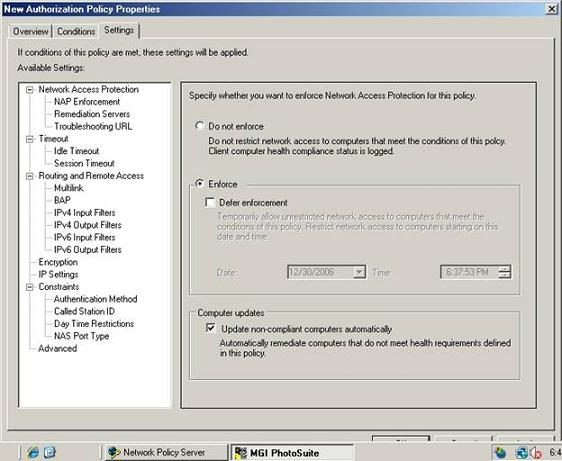 New Authorization Policy Properties
Overview Conditions Settings
If conditions of this policy are met, these settings will be applied.
Available Settings:
Network Access Protection
NAP Enforcement
Remediation Servers
Troubleshooting URL
Timeout
Idle Timeout
Session Timeout
Routing and Remote Access
Multilink
BAP
IPv4 Input Filters
IPv4 Output Filters
IPv6 Input Filters
IPv6 Output Filters
Encryption
IP Settings
Constraints
Authentication Method
Called Station ID
Day Time Restrictions
NAS Port Type
Advanced
Specify whether you want to enforce Network Access Protection for this policy.
Do not enforce
Do not restrict network access to computers that meet the conditions of this policy.
Client computer health compliance status is logged.
Enforce
Defer enforcement
Temporarily allow unrestricted network access to computers that meet the
conditions of this policy. Restrict network access to computers starting on this
date and time:
Date: 12/30/2006 Time: 6:37:53 PM
Computer updates
Update non-compliant computers automatically
Automatically remediate computers that do not meet health requirements defined
in this policy.
Network Policy Server MGI PhotoSuite 6:4